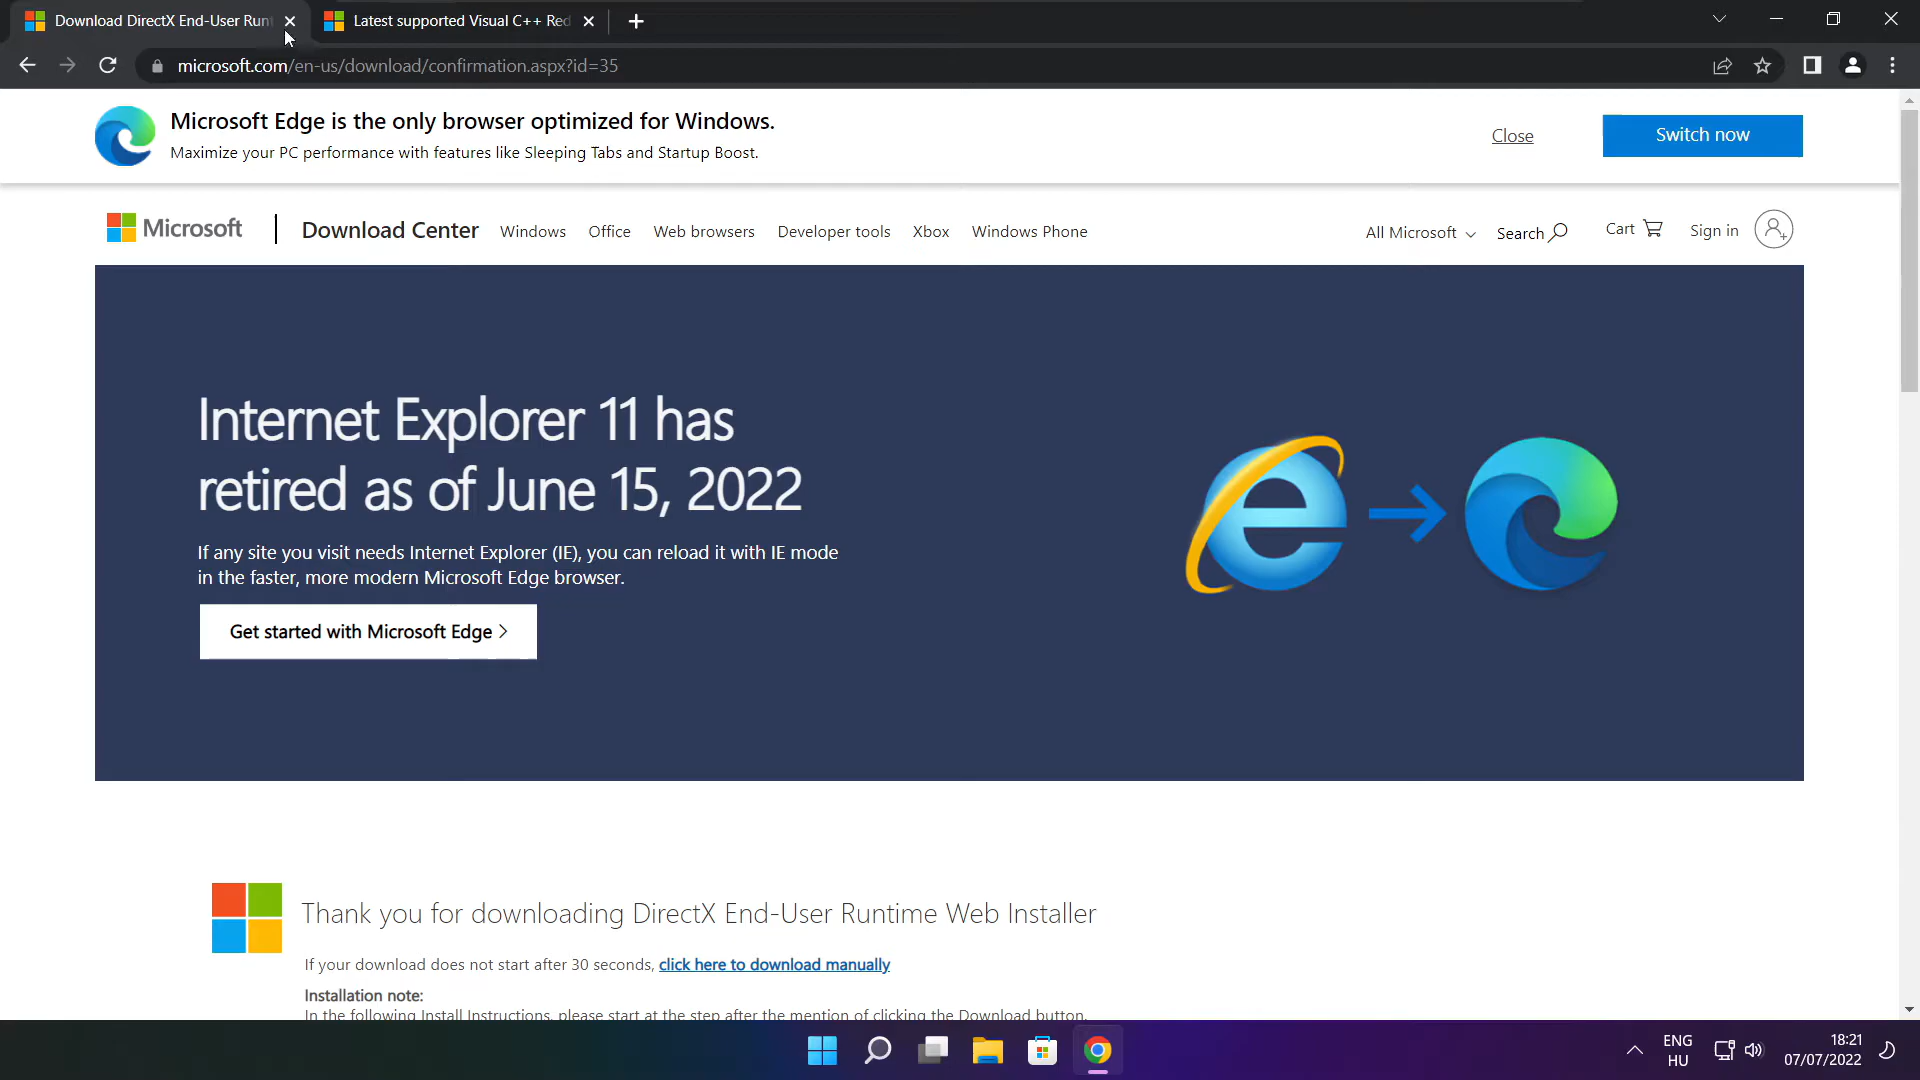 Download DirectX End-User Run
Latest supported Visual C++ Red
microsoft.com/en-us/download/confirmation.aspx?id=35
Microsoft Edge is the only browser optimized for Windows.
Maximize your PC performance with features like Sleeping Tabs and Startup Boost.
Close
Switch now
Microsoft
Download Center
Windows
Office
Web browsers
Developer tools
Xbox
Windows Phone
All Microsoft
Search
Cart
Sign in
Internet Explorer 11 has
retired as of June 15, 2022
If any site you visit needs Internet Explorer (IE), you can reload it with IE mode
in the faster, more modern Microsoft Edge browser.
Get started with Microsoft Edge >
Thank you for downloading DirectX End-User Runtime Web Installer
If your download does not start after 30 seconds, click here to download manually
Installation note:
In the following Install Instructions, please start at the step after the mention of clicking the Download button.
ENG
HU
18:21
07/07/2022